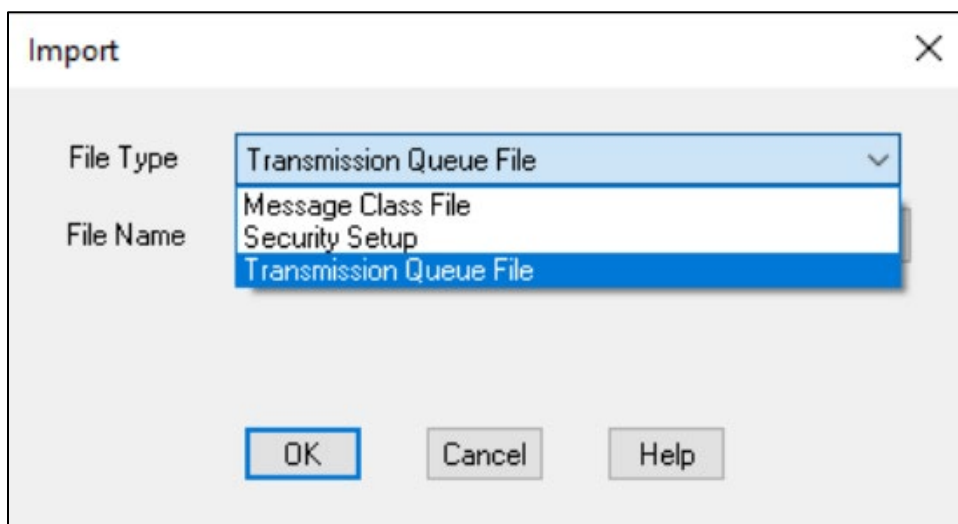 Import
File Type
Transmission Queue File
Message Class File
File Name
Security Setup
Transmission Queue File
OK
Cancel
Help